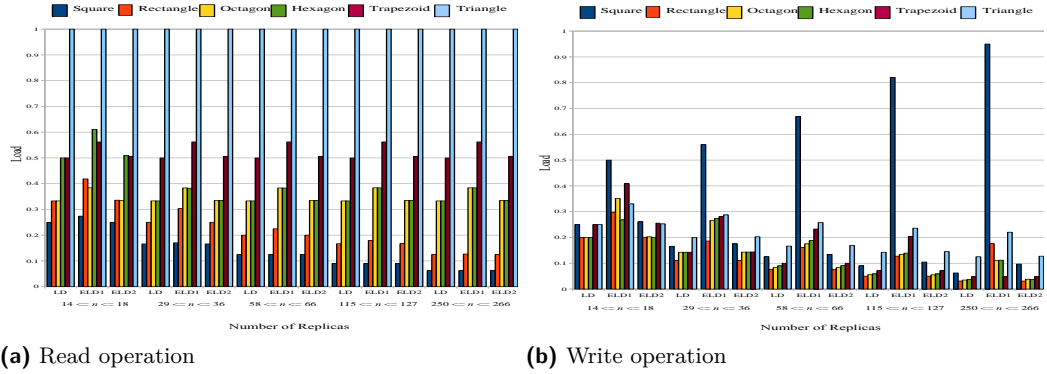 Square Rectangle Octagon Hexagon Trapezoid Triangle
1
0.9
0.8
0.7
0.6
0.5
0.4
0.3
0.2
0.1
0
Load
LD ELD1 ELD2 LD ELD1 ELD2 LD ELD1 ELD2 LD ELD1 ELD2 LD ELD1 ELD2
14 <= n <= 18 29 <= n <= 36 58 <= n <= 66 115 <= n <= 127 250 <= n <= 266
Number of Replicas
(a) Read operation
Square Rectangle Octagon Hexagon Trapezoid Triangle
1
0.9
0.8
0.7
0.6
0.5
0.4
0.3
0.2
0.1
0
Load
LD ELD1 ELD2 LD ELD1 ELD2 LD ELD1 ELD2 LD ELD1 ELD2 LD ELD1 ELD2
14 <= n <= 18 29 <= n <= 36 58 <= n <= 66 115 <= n <= 127 250 <= n <= 266
Number of Replicas
(b) Write operation